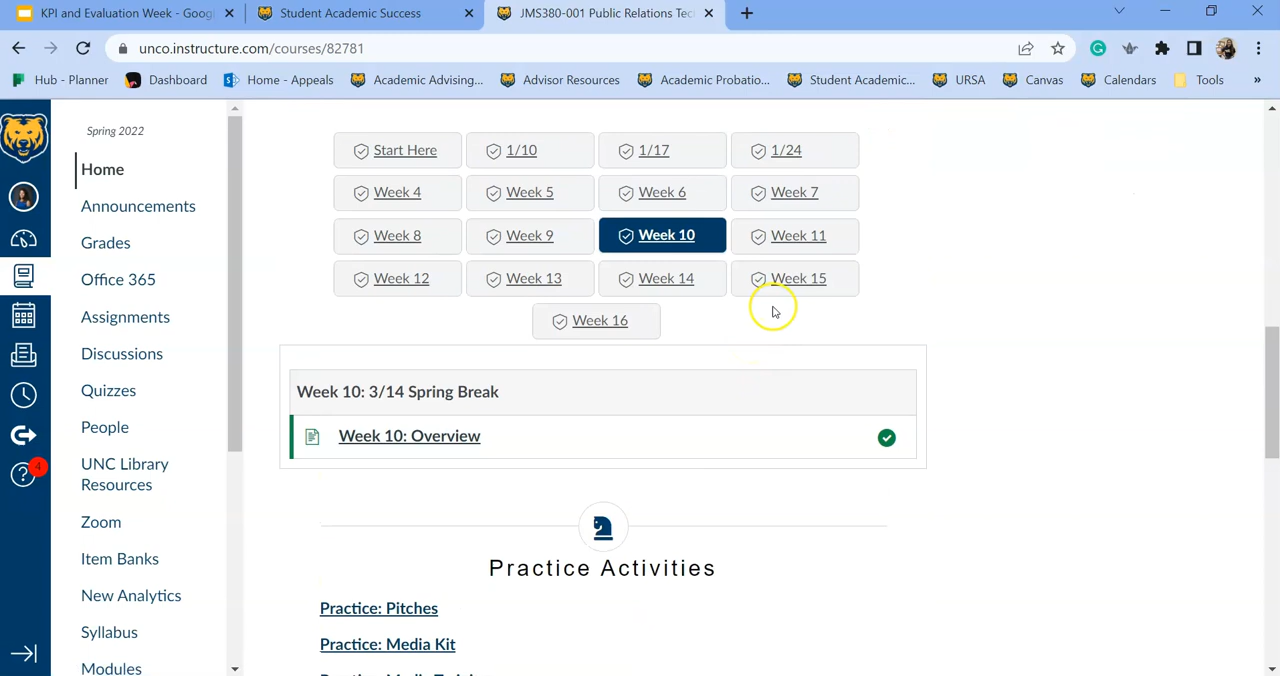 KPI and Evaluation Week - Goog
Student Academic Success
JMS380-001 Public Relations Tec
unco.instructure.com/courses/82781
Hub - Planner
Dashboard
Home - Appeals
Academic Advising...
Advisor Resources
Academic Probatio...
Student Academic...
URSA
Canvas
Calendars
Tools
»
Spring 2022
Home
Announcements
Grades
Office 365
Assignments
Discussions
Quizzes
People
UNC Library
Resources
Zoom
Item Banks
New Analytics
Syllabus
Modules
4
Start Here
1/10
1/17
1/24
Week 4
Week 5
Week 6
Week 7
Week 8
Week 9
Week 10
Week 11
Week 12
Week 13
Week 14
Week 15
Week 16
Week 10: 3/14 Spring Break
Week 10: Overview
Practice Activities
Practice: Pitches
Practice: Media Kit